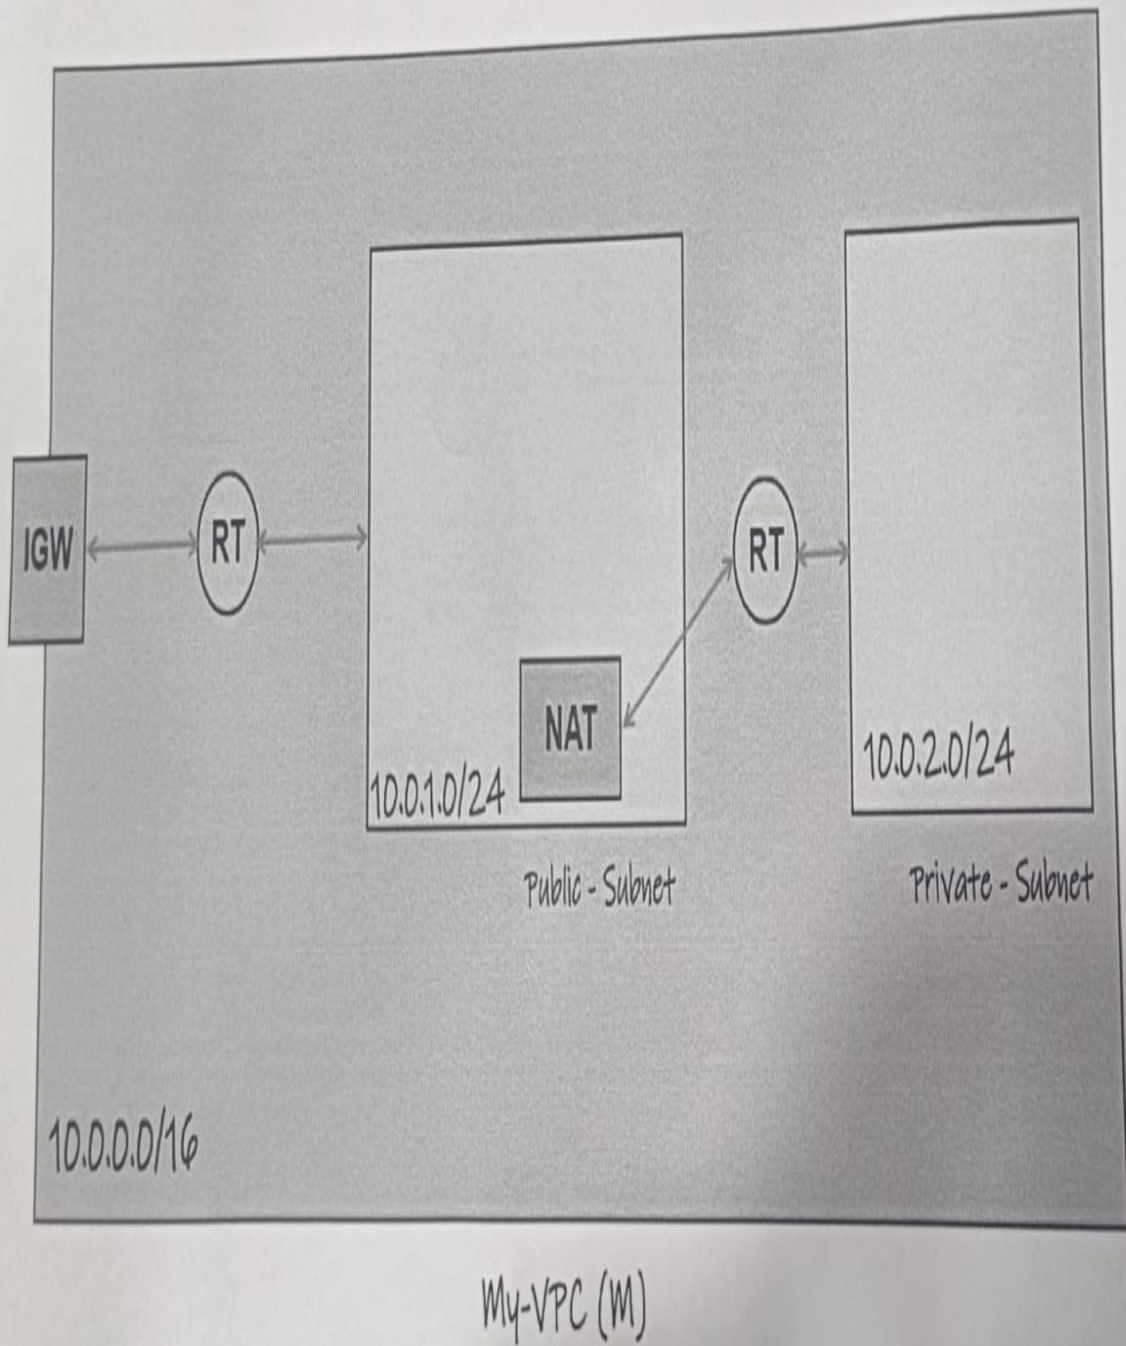 IGW
RT
RT
NAT
10.0.1.0/24
10.0.2.0/24
Public - Subnet
Private - Subnet
10.0.0.0/16
My-VPC (M)